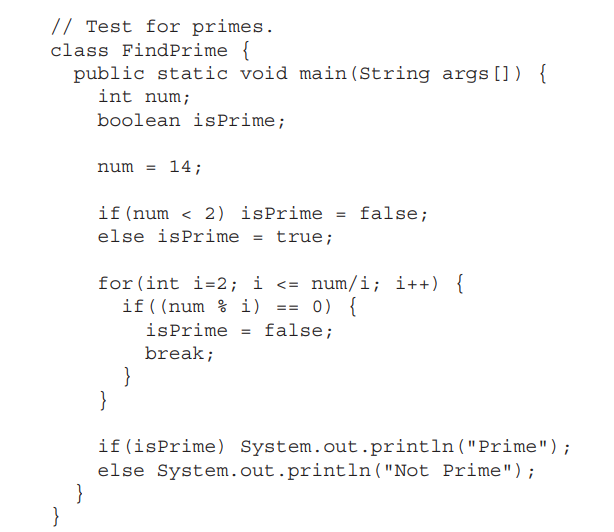 // Test for primes.
class FindPrime {
  public static void main(String args[]) {
    int num;
    boolean isPrime;

    num = 14;

    if(num < 2) isPrime = false;
    else isPrime = true;

    for(int i=2; i <= num/i; i++) {
      if((num % i) == 0) {
        isPrime = false;
        break;
      }
    }

    if(isPrime) System.out.println("Prime");
    else System.out.println("Not Prime");
  }
}